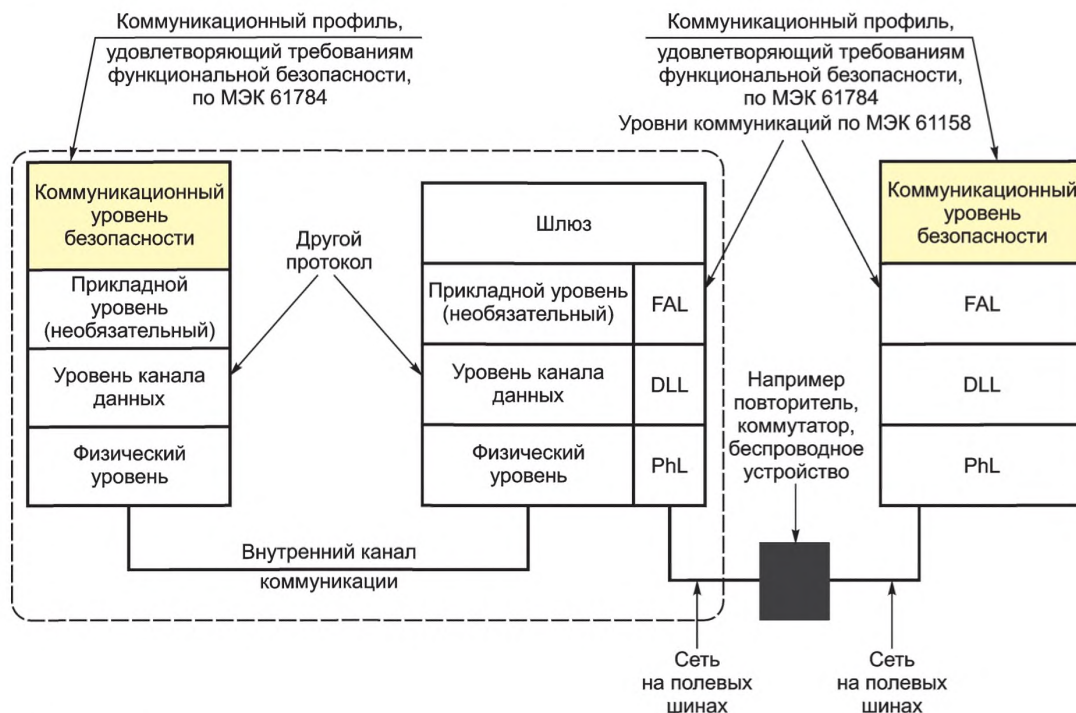 Коммуникационный профиль,
удовлетворяющий требованиям
функциональной безопасности,
по МЭК 61784
Коммуникационный профиль,
удовлетворяющий требованиям
функциональной безопасности,
по МЭК 61784
Уровни коммуникаций по МЭК 61158
Коммуникационный
уровень
безопасности
Прикладной
уровень
(необязательный)
Уровень канала
данных
Физический
уровень
Другой
протокол
Шлюз
Прикладной уровень
(необязательный)
FAL
Уровень канала
данных
DLL
Физический
уровень
PhL
Например
повторитель,
коммутатор,
беспроводное
устройство
Коммуникационный
уровень
безопасности
FAL
DLL
PhL
Внутренний канал
коммуникации
Сеть
на полевых
шинах
Сеть
на полевых
шинах